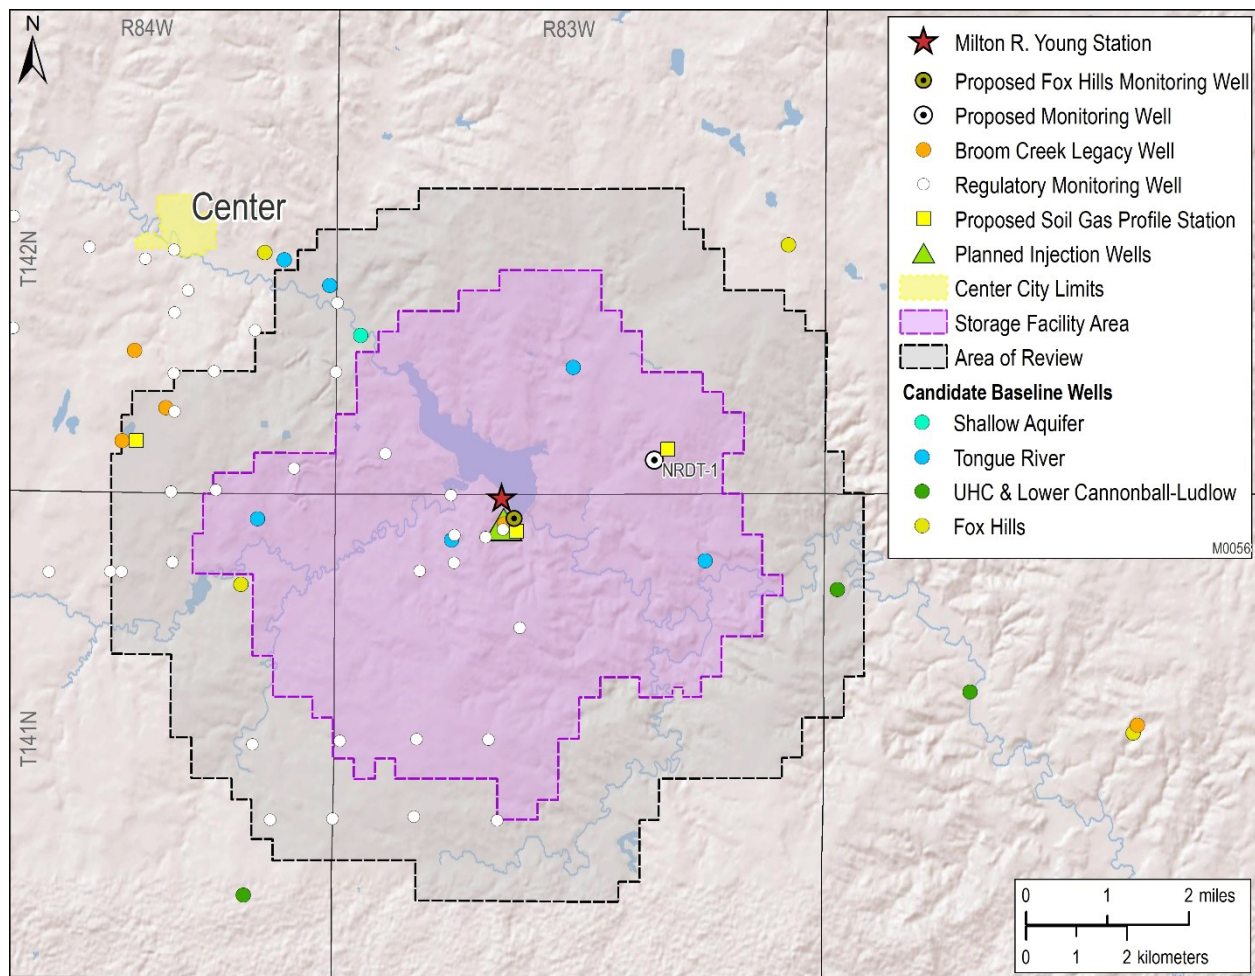 N
R84W
R83W
Center
T142N
T141N
NRDT-1
Milton R. Young Station
Proposed Fox Hills Monitoring Well
Proposed Monitoring Well
Broom Creek Legacy Well
Regulatory Monitoring Well
Proposed Soil Gas Profile Station
Planned Injection Wells
Center City Limits
Storage Facility Area
Area of Review
Candidate Baseline Wells
Shallow Aquifer
Tongue River
UHC & Lower Cannonball-Ludlow
Fox Hills
M0056
0 1 2 miles
0 1 2 kilometers